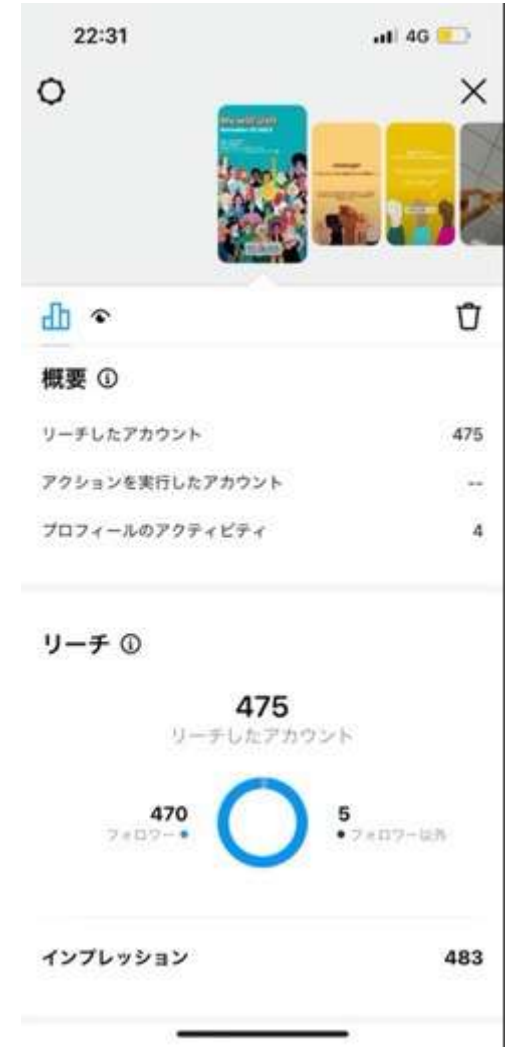 22:31
4G
概要
リーチしたアカウント 475
アクションを実行したアカウント --
プロフィールのアクティビティ 4
リーチ
475
リーチしたアカウント
470
フォロワー
5
フォロワー以外
インプレッション 483